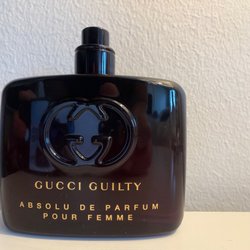 GUCCI GUILTY
ABSOLU DE PARFUM
POUR FEMME